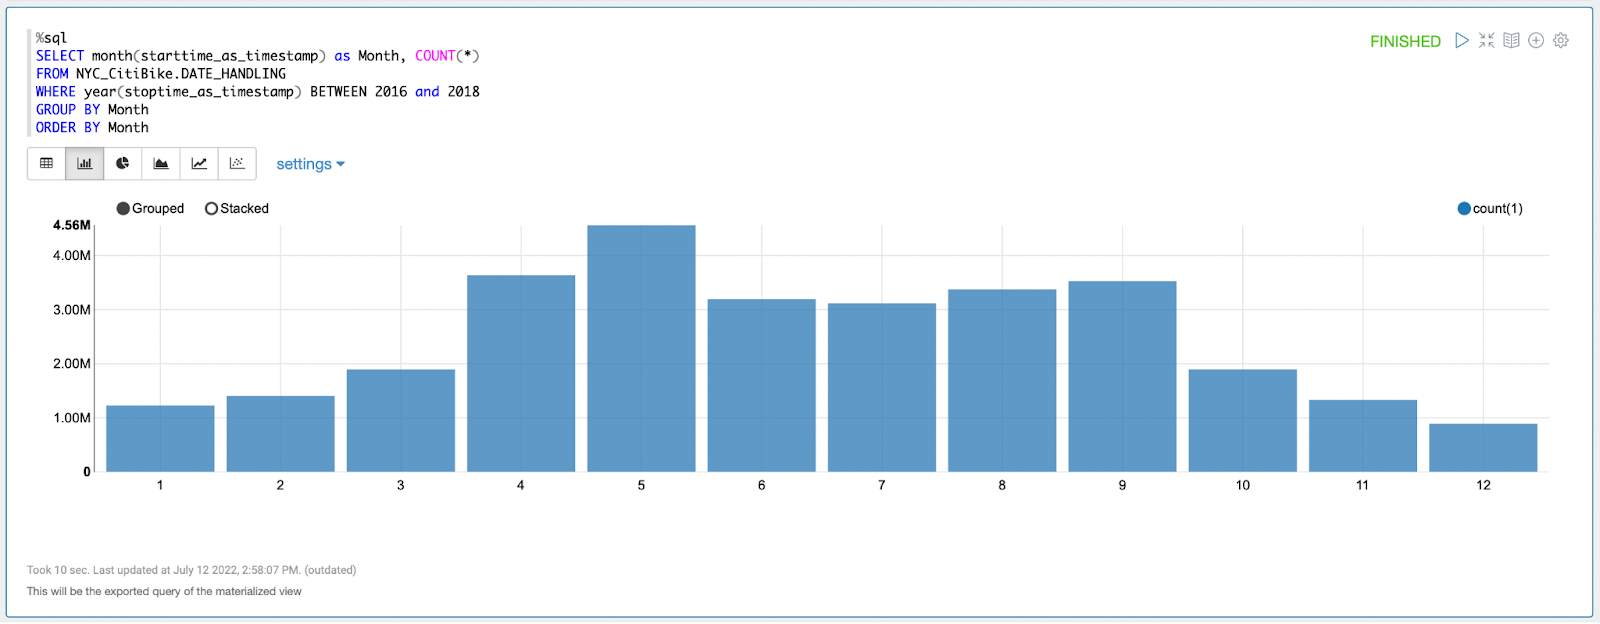 %sql
SELECT month(starttime_as_timestamp) as Month, COUNT(*)
FROM NYC_CitiBike.DATE_HANDLING
WHERE year(stoptime_as_timestamp) BETWEEN 2016 and 2018
GROUP BY Month
ORDER BY Month
FINISHED
settings
Grouped Stacked
count(1)
4.56M
4.00M
3.00M
2.00M
1.00M
0
1 2 3 4 5 6 7 8 9 10 11 12
Took 10 sec. Last updated at July 12 2022, 2:58:07 PM. (outdated)
This will be the exported query of the materialized view